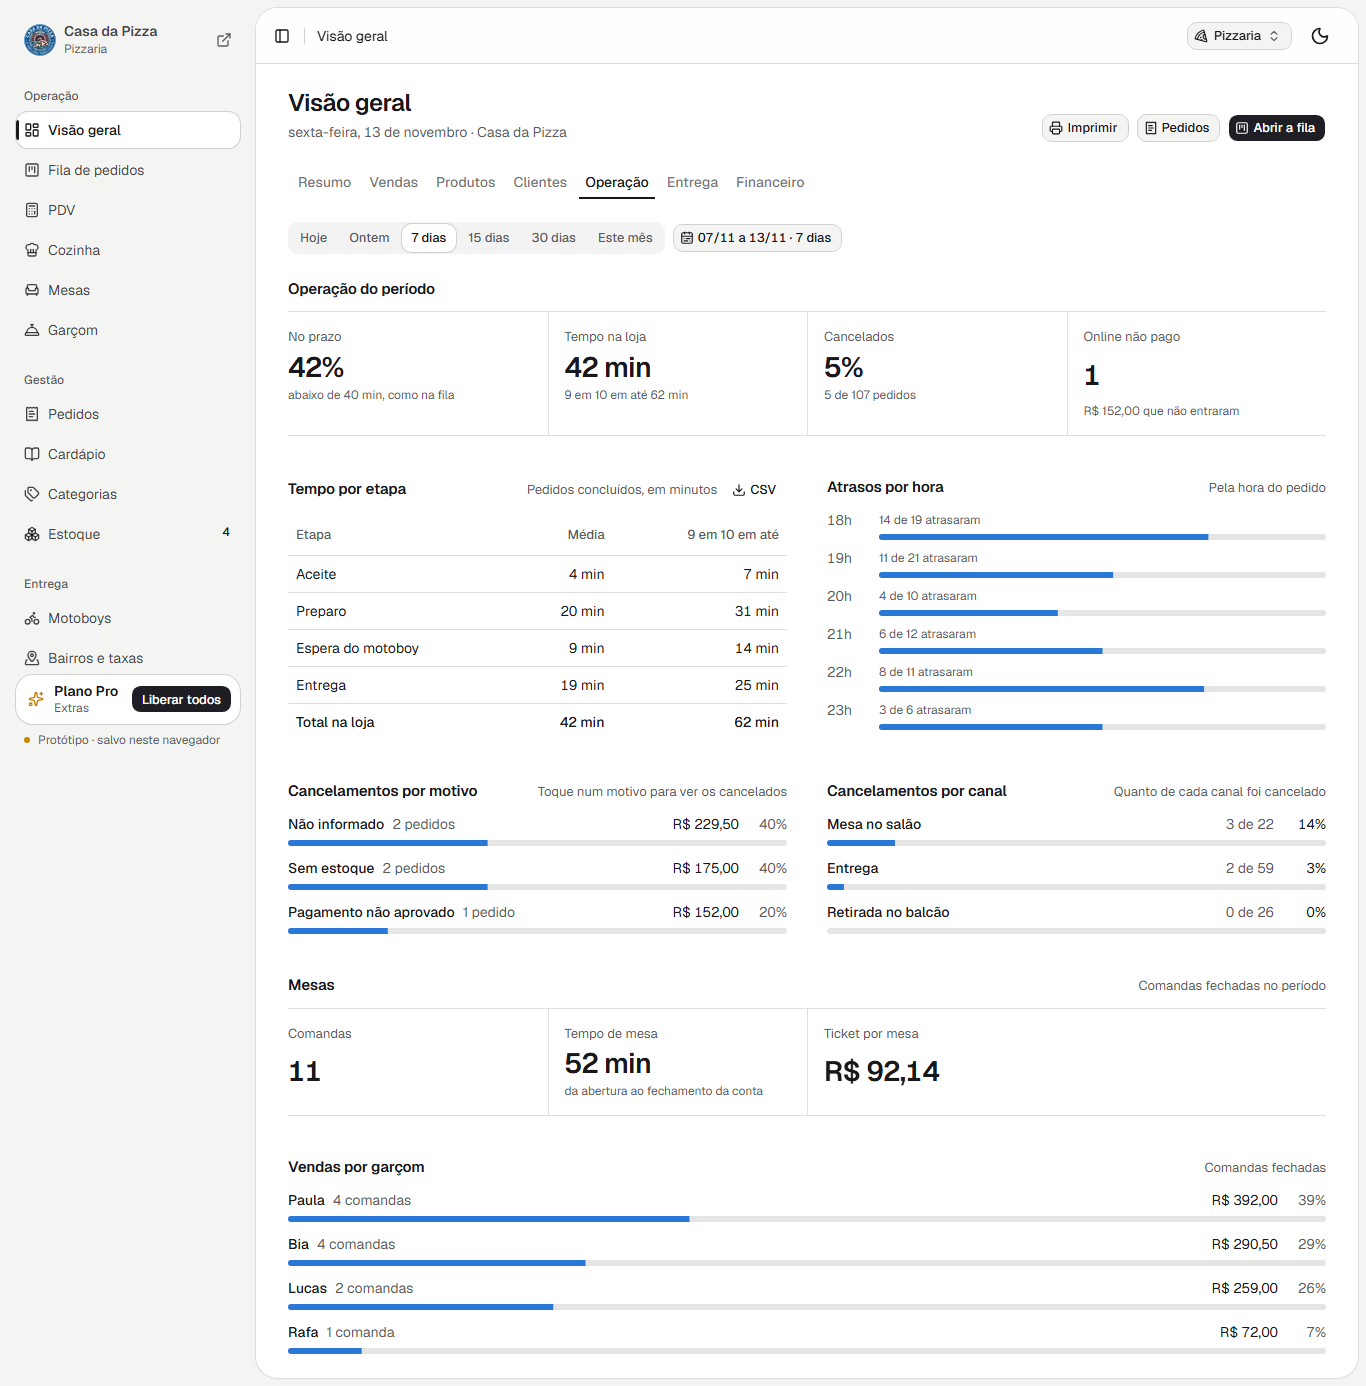 Casa da Pizza
Pizzaria
Operação
Visão geral
Fila de pedidos
PDV
Cozinha
Mesas
Garçom
Gestão
Pedidos
Cardápio
Categorias
Estoque 4
Entrega
Motoboys
Bairros e taxas
Plano Pro
Extras
Liberar todos
Protótipo · salvo neste navegador
Visão geral
Pizzaria
Visão geral
sexta-feira, 13 de novembro · Casa da Pizza
Imprimir Pedidos Abrir a fila
Resumo Vendas Produtos Clientes Operação Entrega Financeiro
Hoje Ontem 7 dias 15 dias 30 dias Este mês 07/11 a 13/11 · 7 dias
Operação do período
No prazo
42%
abaixo de 40 min, como na fila
Tempo na loja
42 min
9 em 10 em até 62 min
Cancelados
5%
5 de 107 pedidos
Online não pago
1
R$ 152,00 que não entraram
Tempo por etapa Pedidos concluídos, em minutos CSV
Etapa Média 9 em 10 em até
Aceite 4 min 7 min
Preparo 20 min 31 min
Espera do motoboy 9 min 14 min
Entrega 19 min 25 min
Total na loja 42 min 62 min
Atrasos por hora Pela hora do pedido
18h 14 de 19 atrasaram
19h 11 de 21 atrasaram
20h 4 de 10 atrasaram
21h 6 de 12 atrasaram
22h 8 de 11 atrasaram
23h 3 de 6 atrasaram
Cancelamentos por motivo Toque num motivo para ver os cancelados
Não informado 2 pedidos R$ 229,50 40%
Sem estoque 2 pedidos R$ 175,00 40%
Pagamento não aprovado 1 pedido R$ 152,00 20%
Cancelamentos por canal Quanto de cada canal foi cancelado
Mesa no salão 3 de 22 14%
Entrega 2 de 59 3%
Retirada no balcão 0 de 26 0%
Mesas Comandas fechadas no período
Comandas
11
Tempo de mesa
52 min
da abertura ao fechamento da conta
Ticket por mesa
R$ 92,14
Vendas por garçom Comandas fechadas
Paula 4 comandas R$ 392,00 39%
Bia 4 comandas R$ 290,50 29%
Lucas 2 comandas R$ 259,00 26%
Rafa 1 comanda R$ 72,00 7%